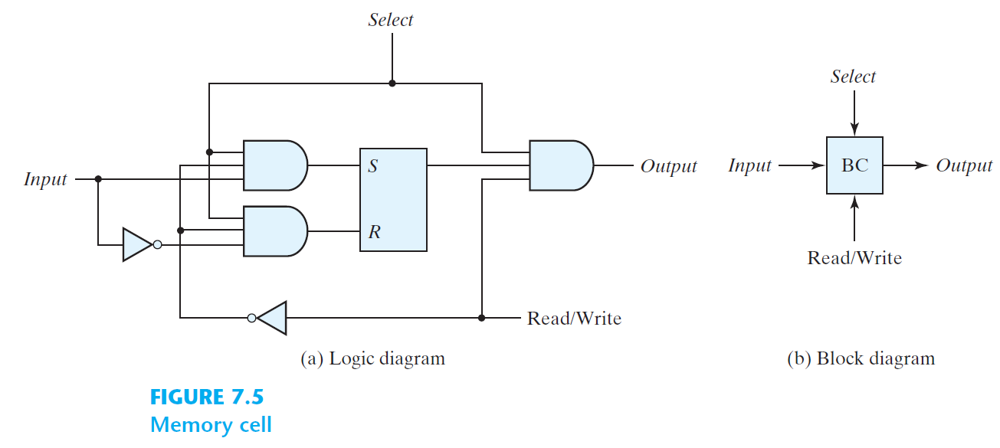 Select
Input
S
R
Output
Read/Write
(a) Logic diagram
Select
Input
BC
Output
Read/Write
(b) Block diagram
FIGURE 7.5
Memory cell